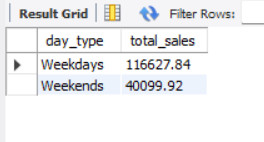 Result Grid Filter Rows:
day_type total_sales
Weekdays 116627.84
Weekends 40099.92